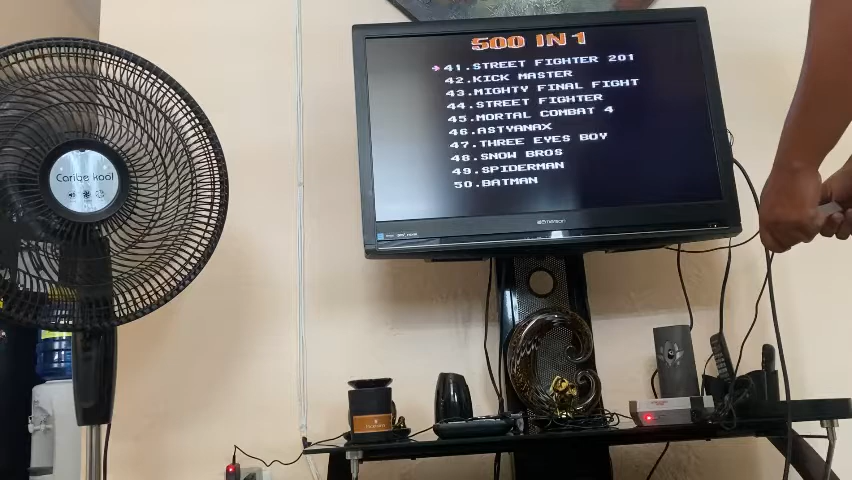 500 IN 1
41.STREET FIGHTER 201
42.KICK MASTER
43.MIGHTY FINAL FIGHT
44.STREET FIGHTER
45.MORTAL COMBAT 4
46.ASTYANAX
47.THREE EYES BOY
48.SNOW BROS
49.SPIDERMAN
50.BATMAN
EMERSON
Caribe kool